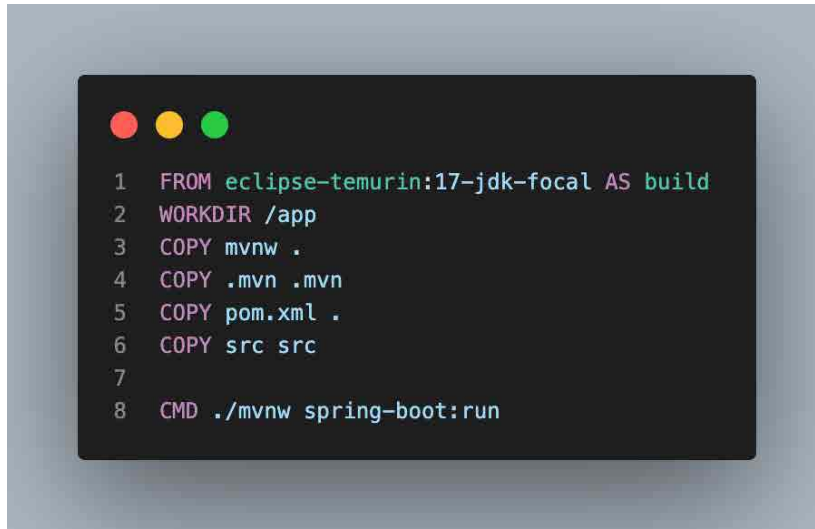 1 FROM eclipse-temurin:17-jdk-focal AS build
2 WORKDIR /app
3 COPY mvnw .
4 COPY .mvn .mvn
5 COPY pom.xml .
6 COPY src src
7
8 CMD ./mvnw spring-boot:run